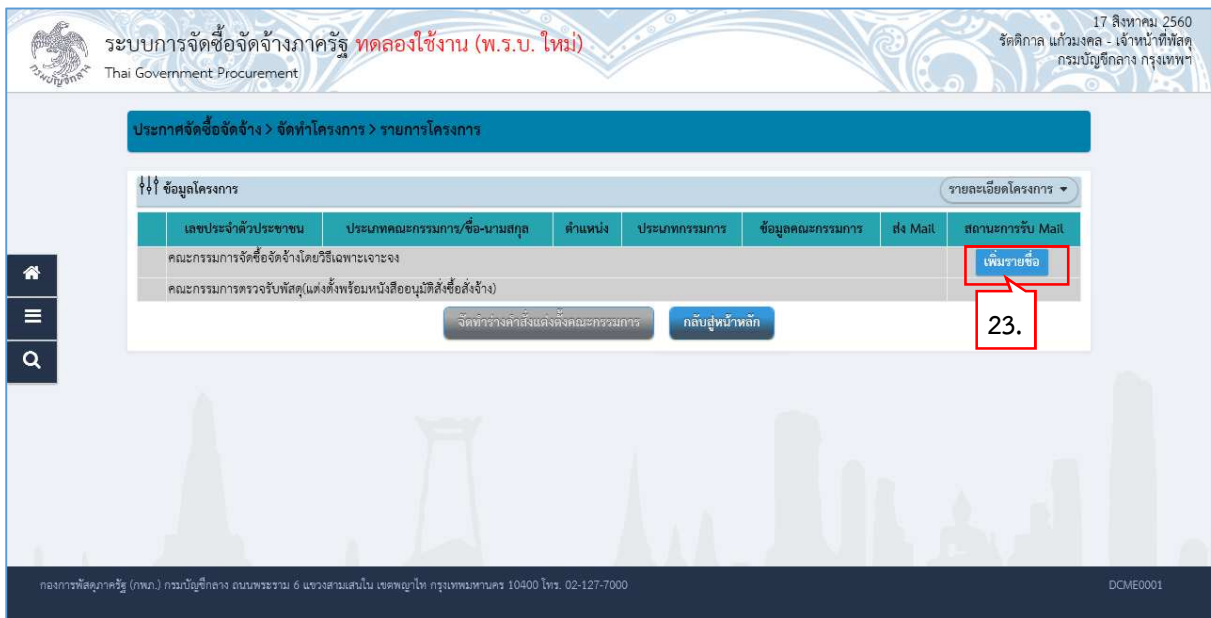 17 สิงหาคม 2560
ระบบการจัดซื้อจัดจ้างภาครัฐ ทดลองใช้งาน (พ.ร.บ. ใหม่)
รัตติกาล แก้วมงคล - เจ้าหน้าที่พัสดุ
Thai Government Procurement
กรมบัญชีกลาง กรุงเทพฯ
กรมบัญชีกลาง
ประกาศจัดซื้อจัดจ้าง > จัดทำโครงการ > รายการโครงการ
ข้อมูลโครงการ รายละเอียดโครงการ
เลขประจำตัวประชาชน ประเภทคณะกรรมการ/ชื่อ-นามสกุล ตำแหน่ง ประเภทกรรมการ ข้อมูลคณะกรรมการ ส่ง Mail สถานะการรับ Mail
คณะกรรมการจัดซื้อจัดจ้างโดยวิธีเฉพาะเจาะจง เพิ่มรายชื่อ
คณะกรรมการตรวจรับพัสดุ(แต่งตั้งพร้อมหนังสืออนุมัติสั่งซื้อสั่งจ้าง)
จัดทำร่างคำสั่งแต่งตั้งคณะกรรมการ กลับสู่หน้าหลัก
23.
กองการพัสดุภาครัฐ (กพภ.) กรมบัญชีกลาง ถนนพระราม 6 แขวงสามเสนใน เขตพญาไท กรุงเทพมหานคร 10400 โทร. 02-127-7000 DCME0001